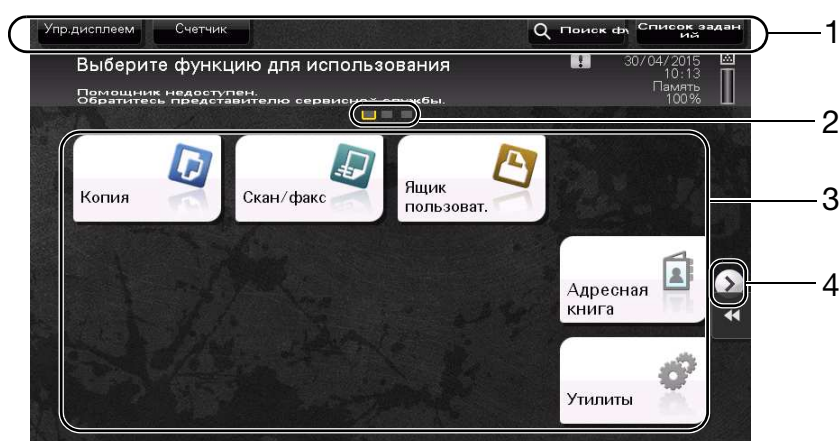 Упр.дисплеем Счетчик Поиск фу Список задан
ий
1
Выберите функцию для использования
30/04/2015
10:13
Память
100%
Помощник недоступен.
Обратитесь представителю сервисной службы.
2
Копия
Скан/факс
Ящик
пользоват.
3
Адресная
книга
4
Утилиты